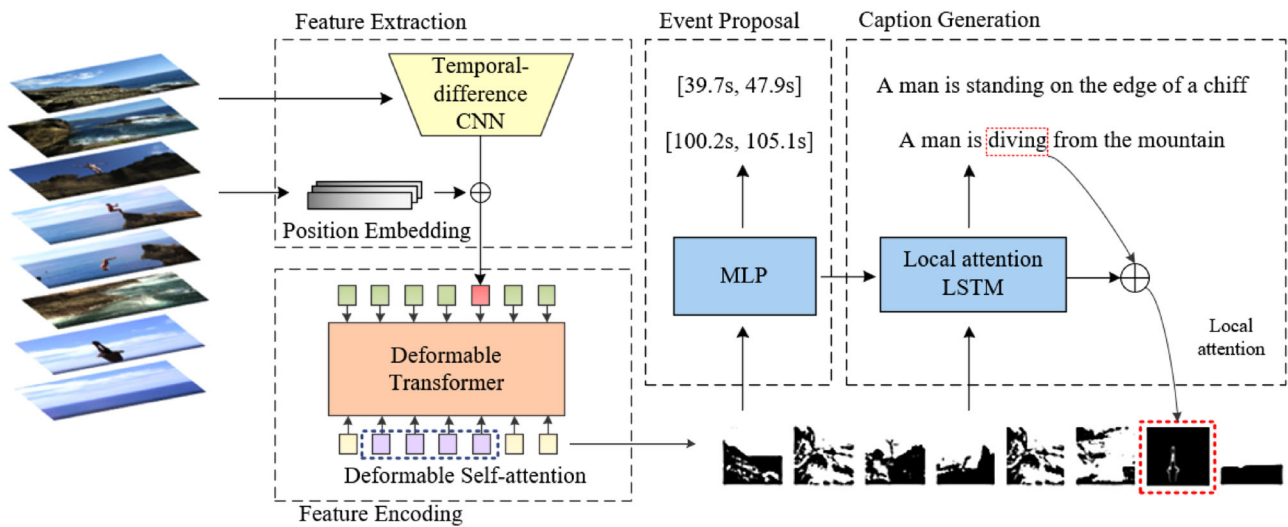 Feature Extraction
Temporal-
difference
CNN
Position Embedding
Deformable
Transformer
Deformable Self-attention
Feature Encoding
Event Proposal
[39.7s, 47.9s]
[100.2s, 105.1s]
MLP
Caption Generation
A man is standing on the edge of a chiff
A man is diving from the mountain
Local attention
LSTM
Local
attention